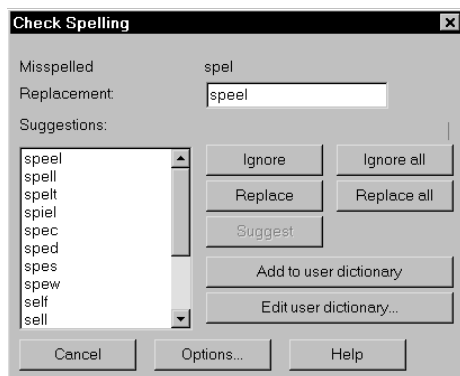 Check Spelling
Misspelled spel
Replacement: speel
Suggestions:
speel
spell
spelt
spiel
spec
sped
spes
spew
self
sell
Ignore Ignore all
Replace Replace all
Suggest
Add to user dictionary
Edit user dictionary...
Cancel Options... Help